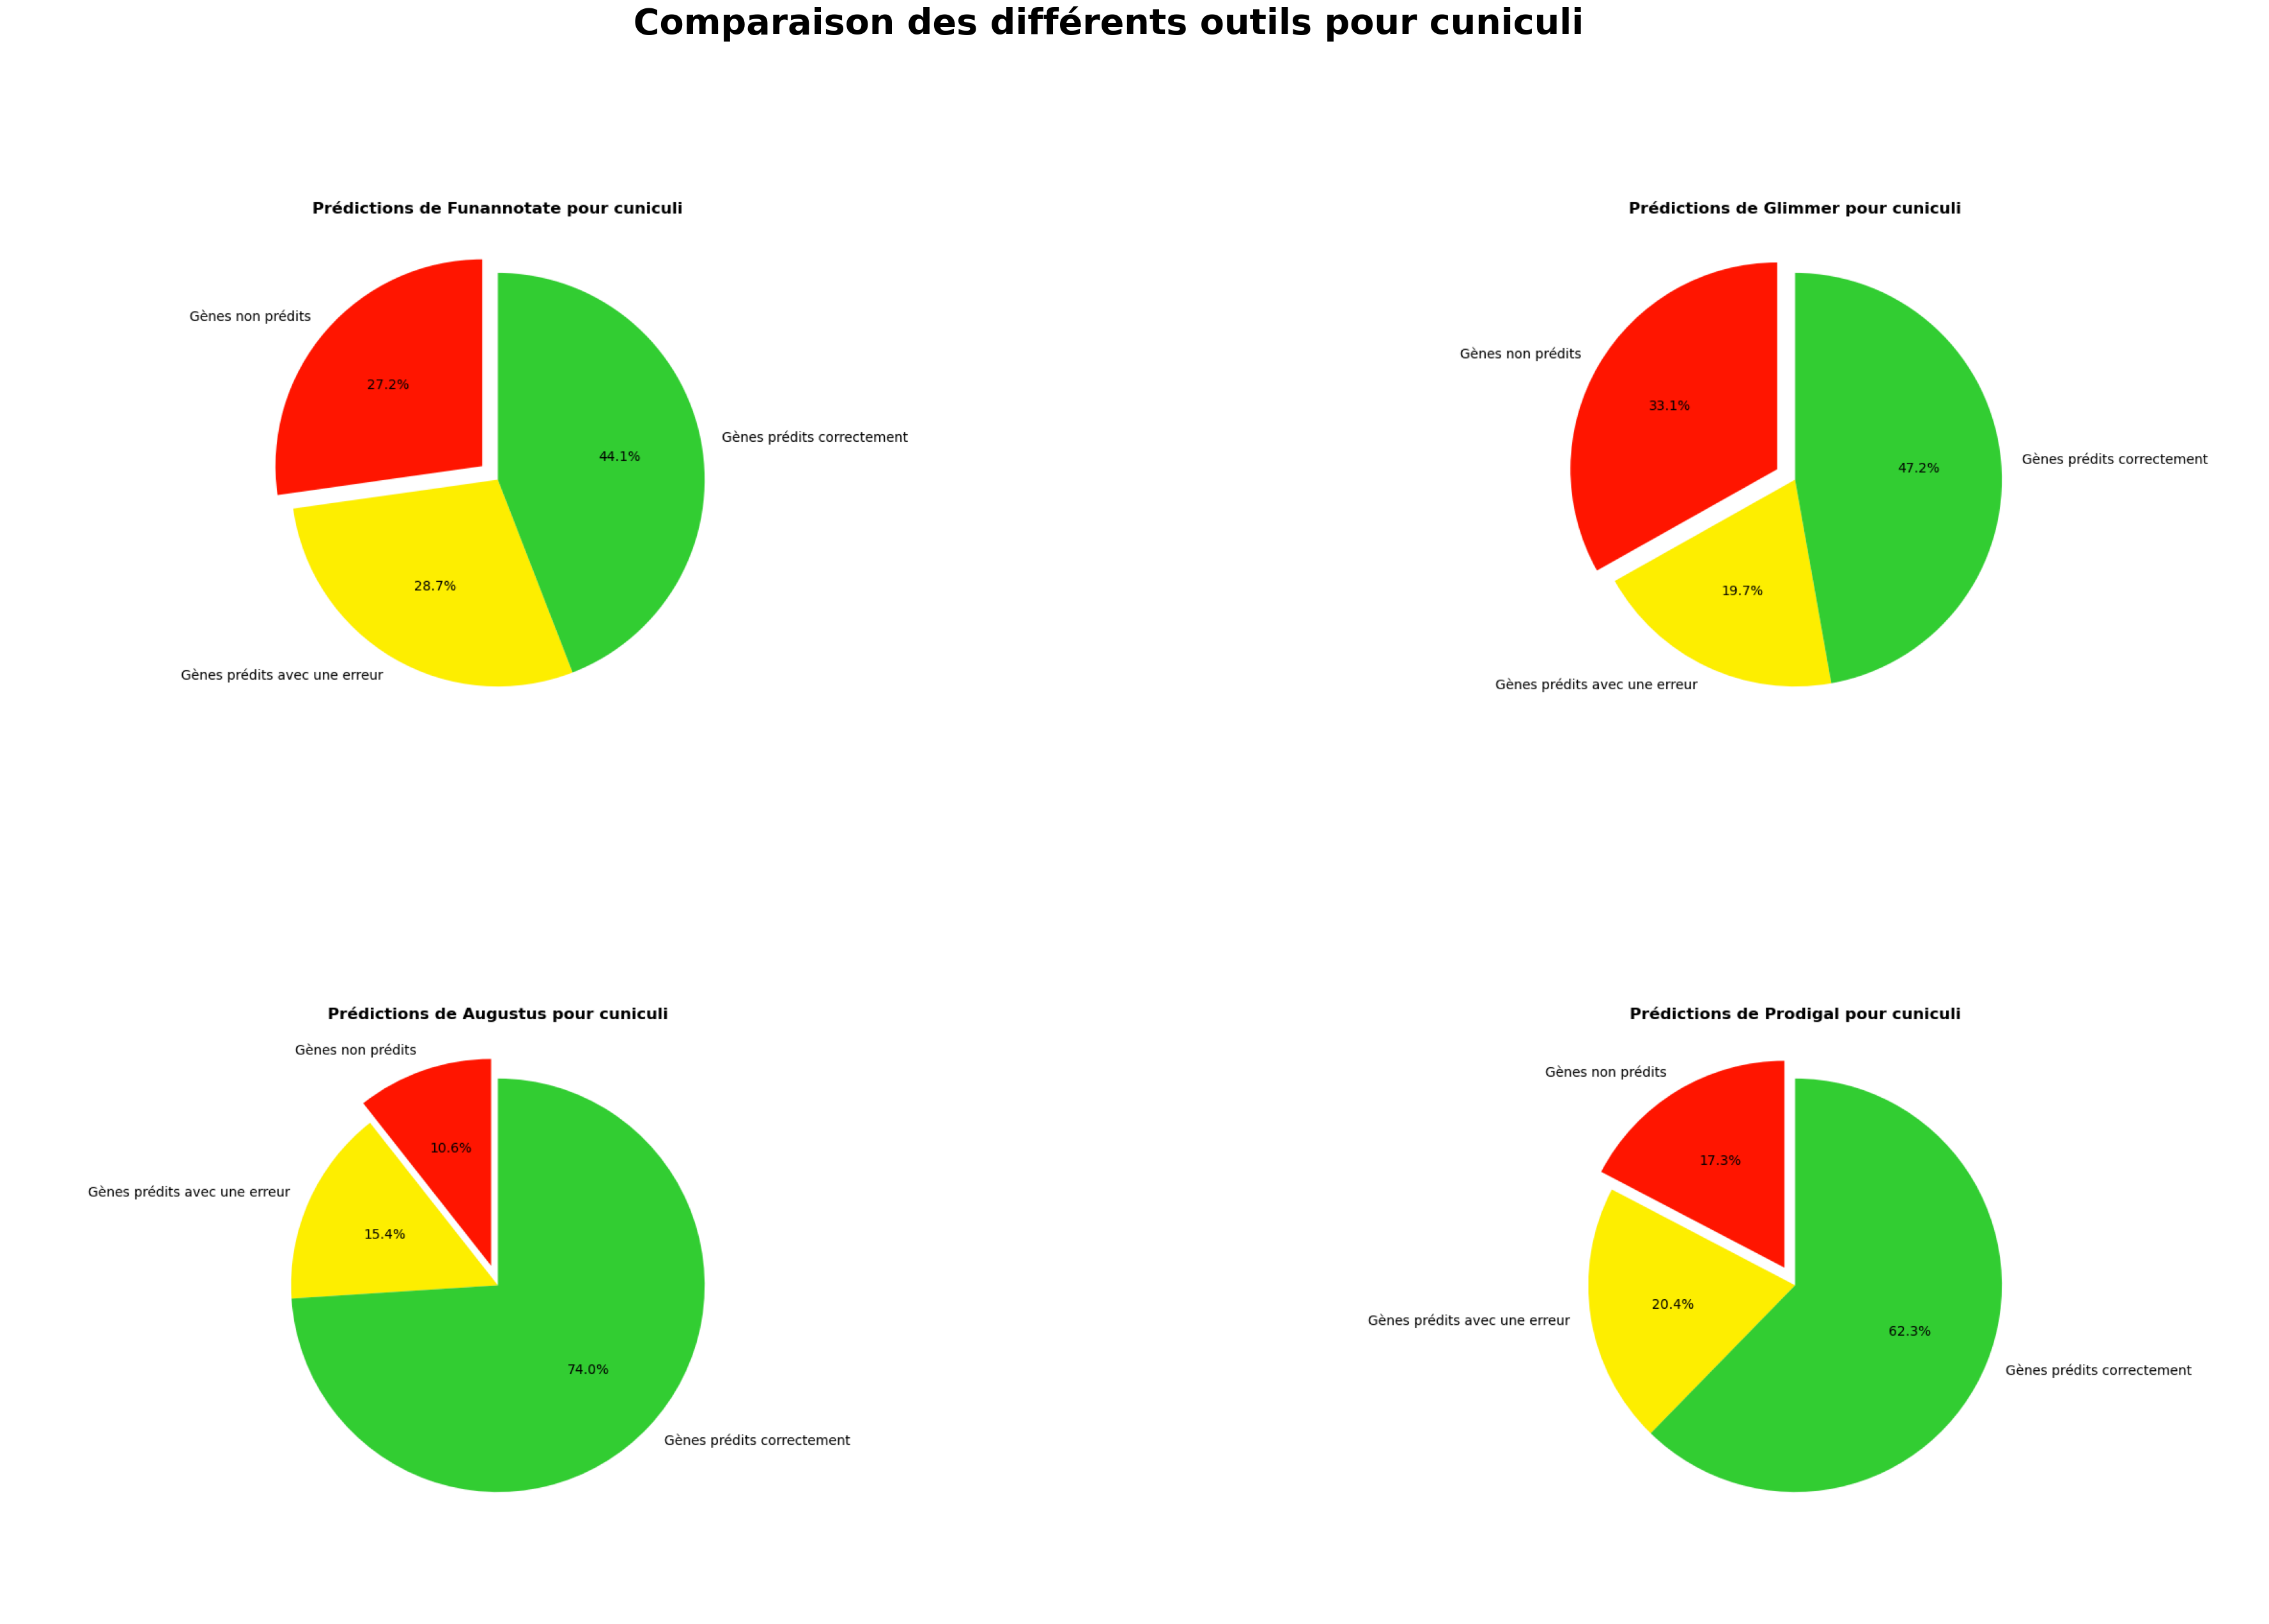 Comparaison des différents outils pour cuniculi
Prédictions de Funannotate pour cuniculi
Gènes non prédits
27.2%
44.1%
Gènes prédits correctement
28.7%
Gènes prédits avec une erreur
Prédictions de Glimmer pour cuniculi
Gènes non prédits
33.1%
47.2%
Gènes prédits correctement
19.7%
Gènes prédits avec une erreur
Prédictions de Augustus pour cuniculi
Gènes non prédits
10.6%
Gènes prédits avec une erreur
15.4%
74.0%
Gènes prédits correctement
Prédictions de Prodigal pour cuniculi
Gènes non prédits
17.3%
20.4%
Gènes prédits avec une erreur
62.3%
Gènes prédits correctement